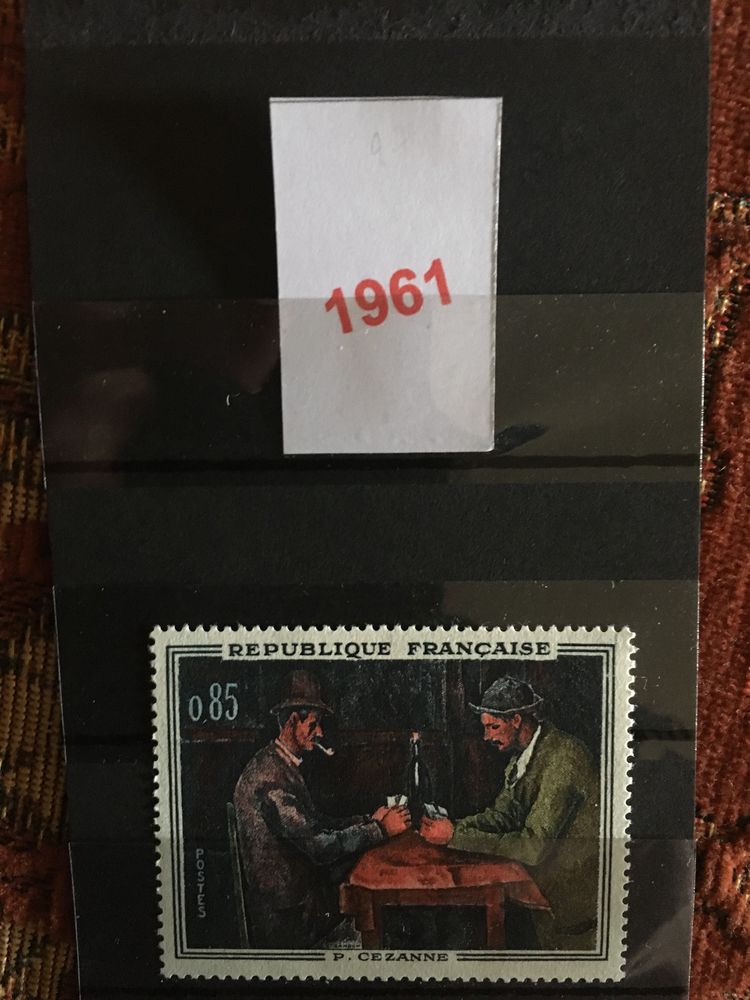 1961
REPUBLIQUE FRANÇAISE
0,85
POSTES
P. CEZANNE